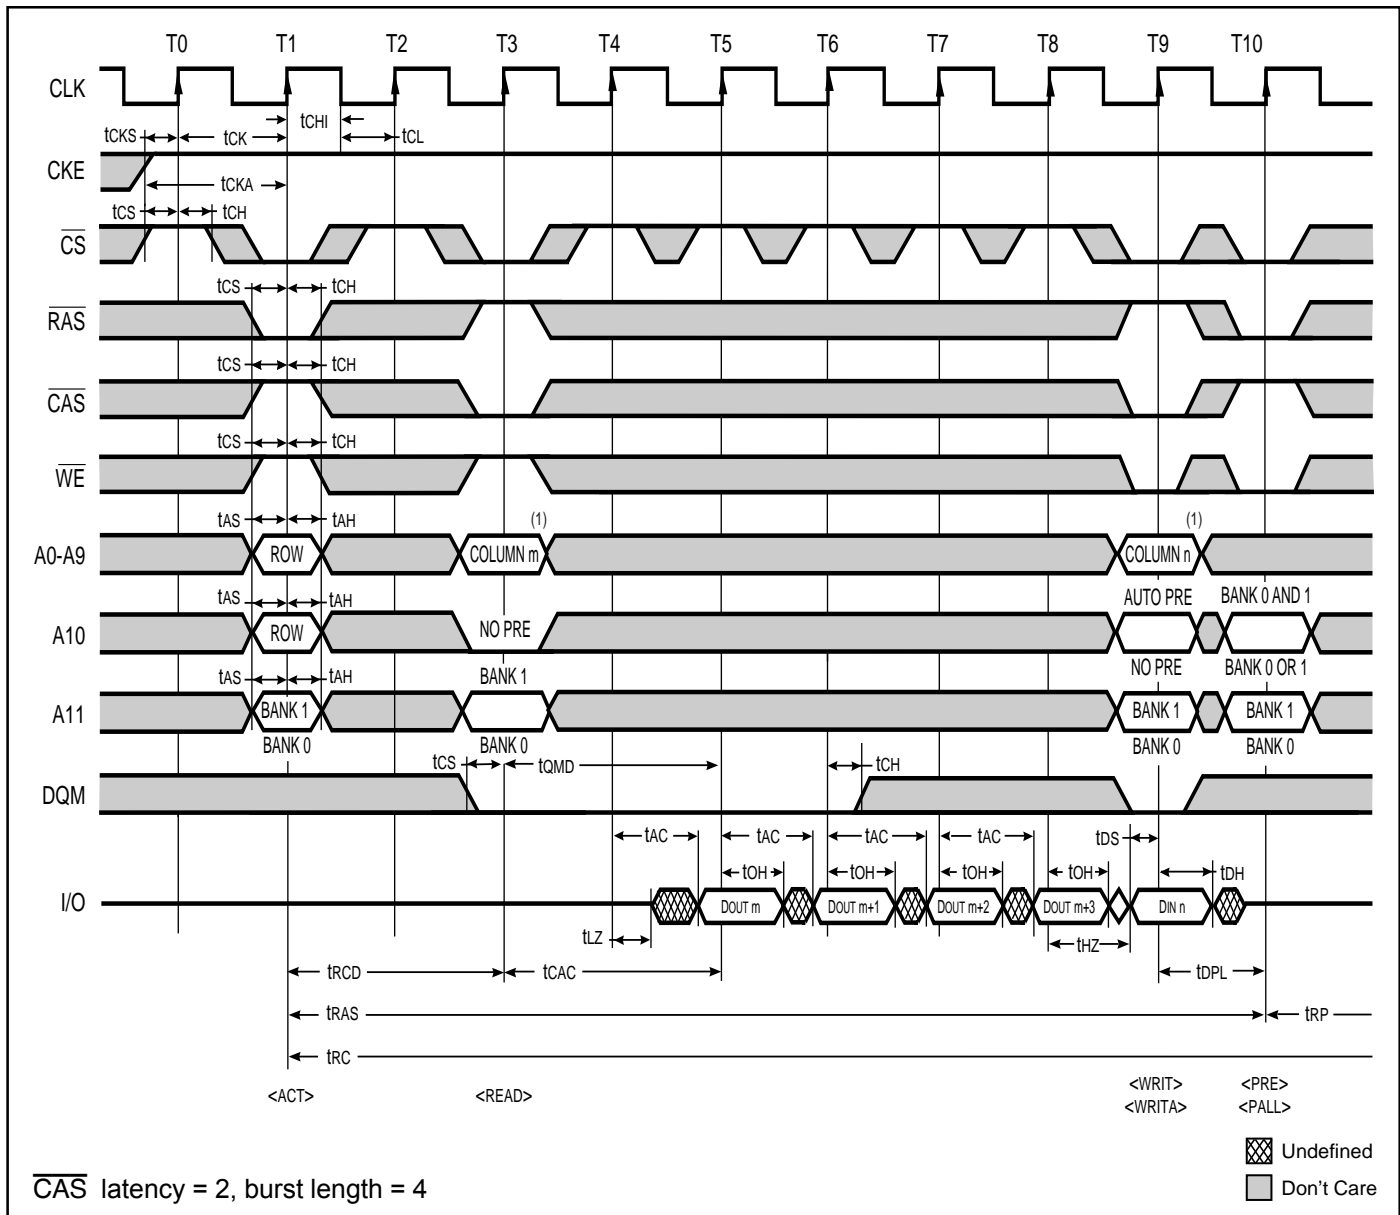 T0 T1 T2 T3 T4 T5 T6 T7 T8 T9 T10
CLK
tCHI
tCKS tCK tCL
CKE
tCKA
tCS tCH
CS
tCS tCH
RAS
tCS tCH
CAS
tCS tCH
WE
tAS tAH (1) (1)
A0-A9 ROW COLUMN m COLUMN n
tAS tAH AUTO PRE BANK 0 AND 1
A10 ROW NO PRE
tAS tAH BANK 1 NO PRE BANK 0 OR 1
A11 BANK 1 BANK 1 BANK 1
BANK 0 BANK 0 BANK 0 BANK 0
tCS tQMD tCH
DQM
tAC tAC tAC tAC tDS
tOH tOH tOH tOH tDH
I/O DOUT m DOUT m+1 DOUT m+2 DOUT m+3 DIN n
tLZ tHZ
tRCD tCAC tDPL
tRAS tRP
tRC
<ACT> <READ> <WRIT> <PRE>
<WRITA> <PALL>
Undefined
CAS latency = 2, burst length = 4 Don't Care